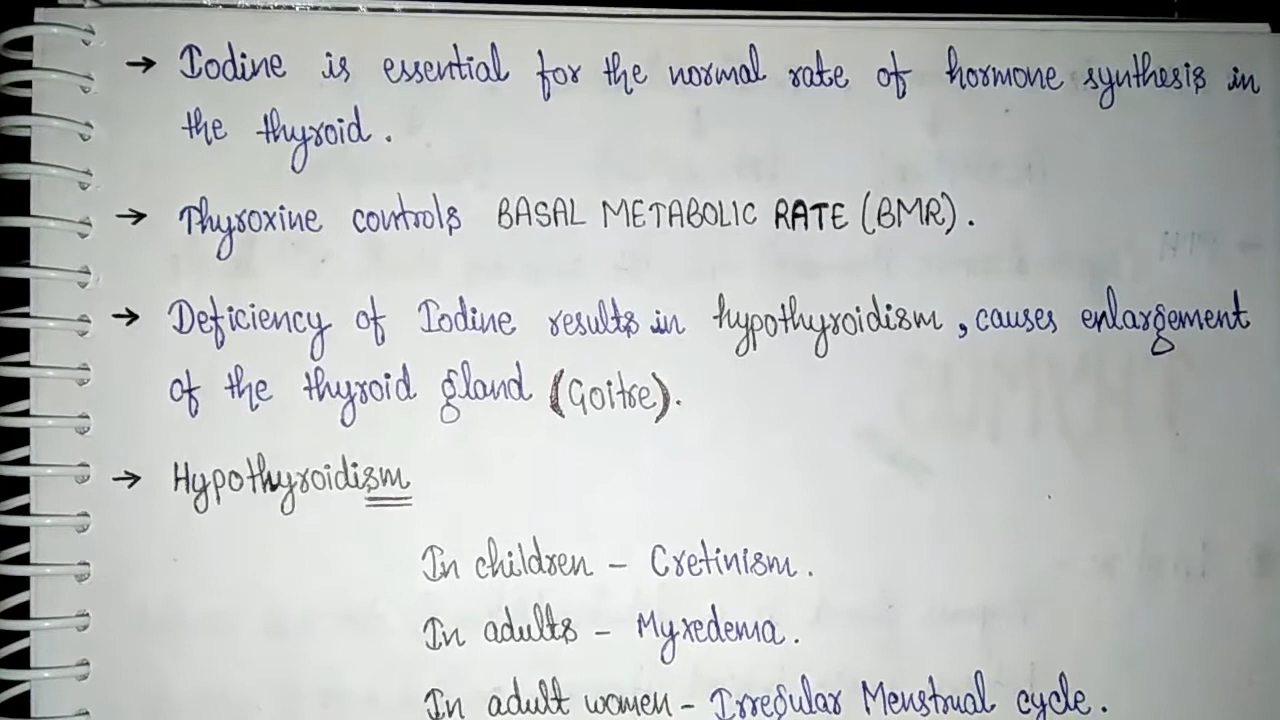 → Iodine is essential for the normal rate of hormone synthesis in
the thyroid.
→ Thyroxine controls BASAL METABOLIC RATE (BMR).
→ Deficiency of Iodine results in hypothyroidism, causes enlargement
of the thyroid gland (Goitre).
→ Hypothyroidism
In children - Cretinism.
In adults - Myxedema.
In adult women - Irregular Menstrual cycle.